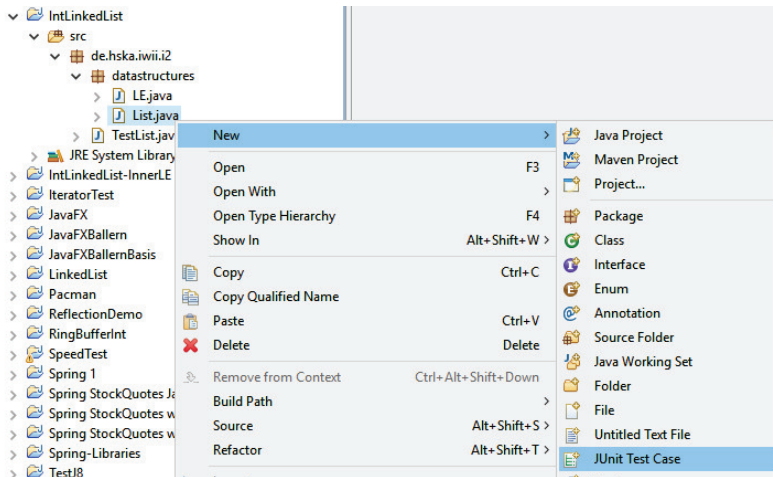 IntLinkedList
src
de.hska.iwii.i2
datastructures
LE.java
List.java
TestList.jav
JRE System Library
IntLinkedList-InnerLE
IteratorTest
JavaFX
JavaFXBallern
JavaFXBallernBasis
LinkedList
Pacman
ReflectionDemo
RingBufferInt
SpeedTest
Spring 1
Spring StockQuotes Ja
Spring StockQuotes w
Spring StockQuotes w
Spring-Libraries
TestJ8
New
Open F3
Open With
Open Type Hierarchy F4
Show In Alt+Shift+W
Copy Ctrl+C
Copy Qualified Name
Paste Ctrl+V
Delete Delete
Remove from Context Ctrl+Alt+Shift+Down
Build Path
Source Alt+Shift+S
Refactor Alt+Shift+T
Java Project
Maven Project
Project...
Package
Class
Interface
Enum
Annotation
Source Folder
Java Working Set
Folder
File
Untitled Text File
JUnit Test Case